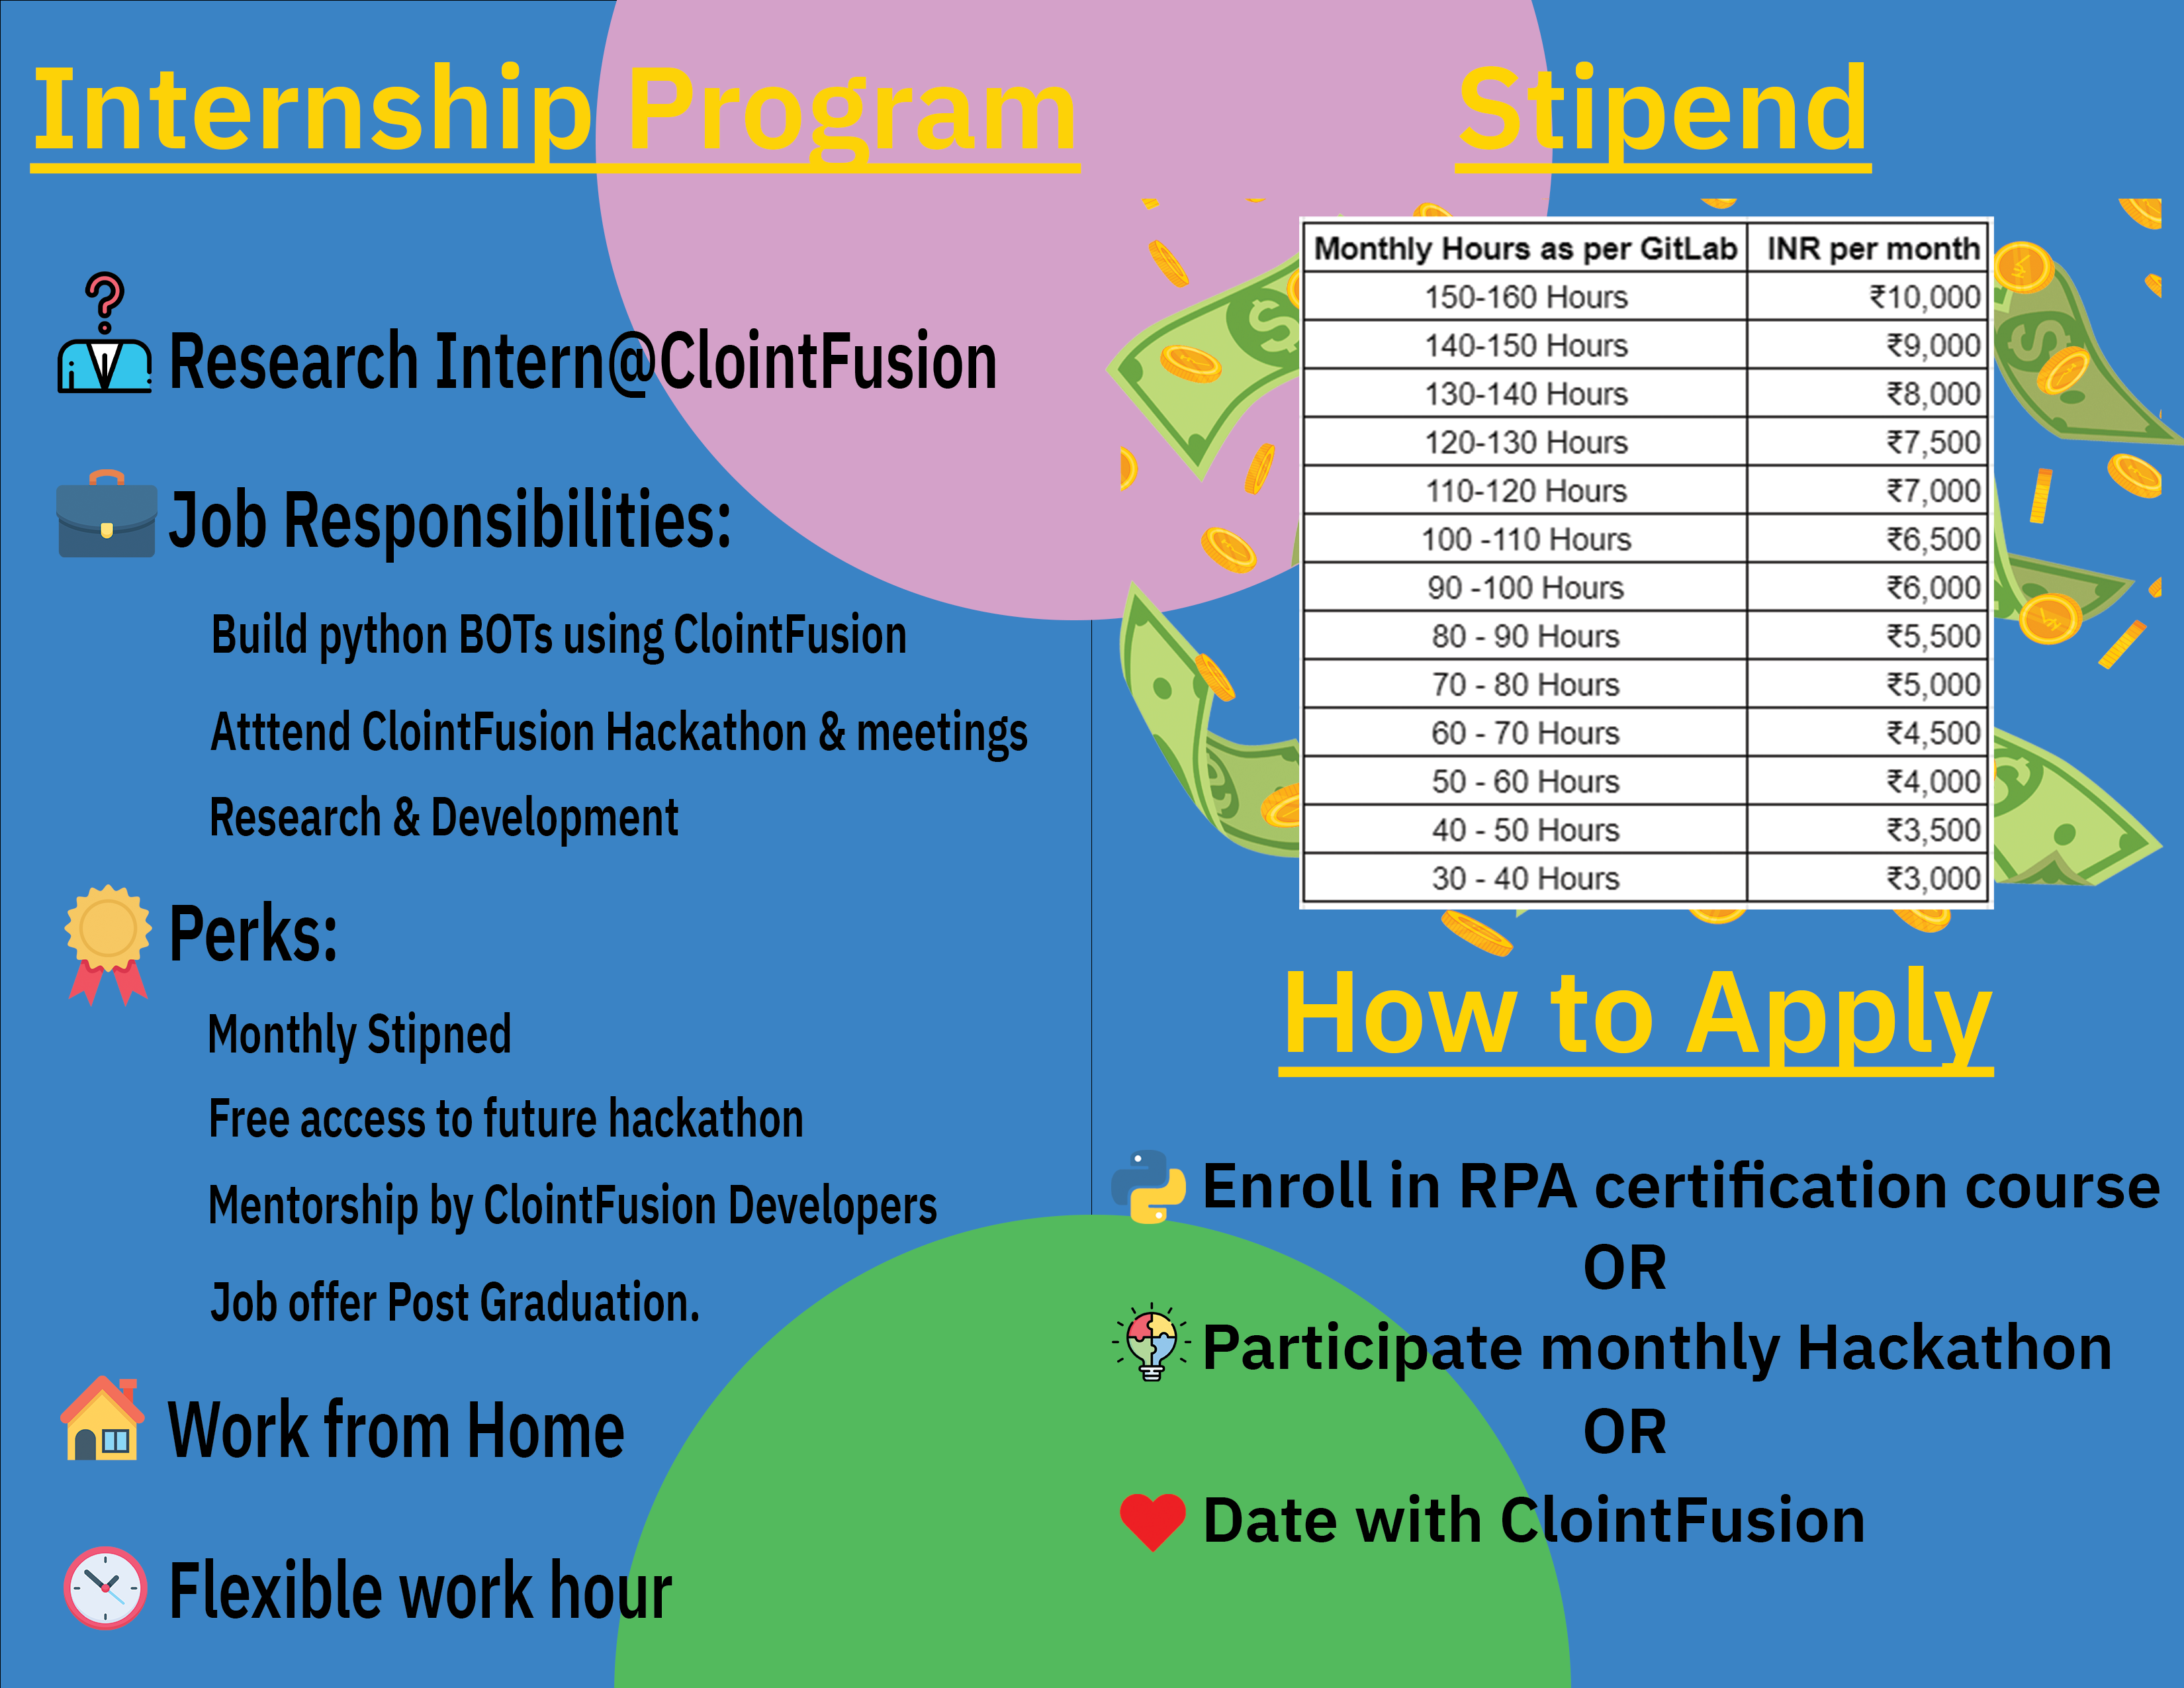 Internship Program
Research Intern@ClointFusion
Job Responsibilities:
Build python BOTs using ClointFusion
Atttend ClointFusion Hackathon & meetings
Research & Development
Perks:
Monthly Stipned
Free access to future hackathon
Mentorship by ClointFusion Developers
Job offer Post Graduation.
Work from Home
Flexible work hour
Stipend
Monthly Hours as per GitLab INR per month
150-160 Hours ₹10,000
140-150 Hours ₹9,000
130-140 Hours ₹8,000
120-130 Hours ₹7,500
110-120 Hours ₹7,000
100 -110 Hours ₹6,500
90 -100 Hours ₹6,000
80 - 90 Hours ₹5,500
70 - 80 Hours ₹5,000
60 - 70 Hours ₹4,500
50 - 60 Hours ₹4,000
40 - 50 Hours ₹3,500
30 - 40 Hours ₹3,000
How to Apply
Enroll in RPA certification course
OR
Participate monthly Hackathon
OR
Date with ClointFusion